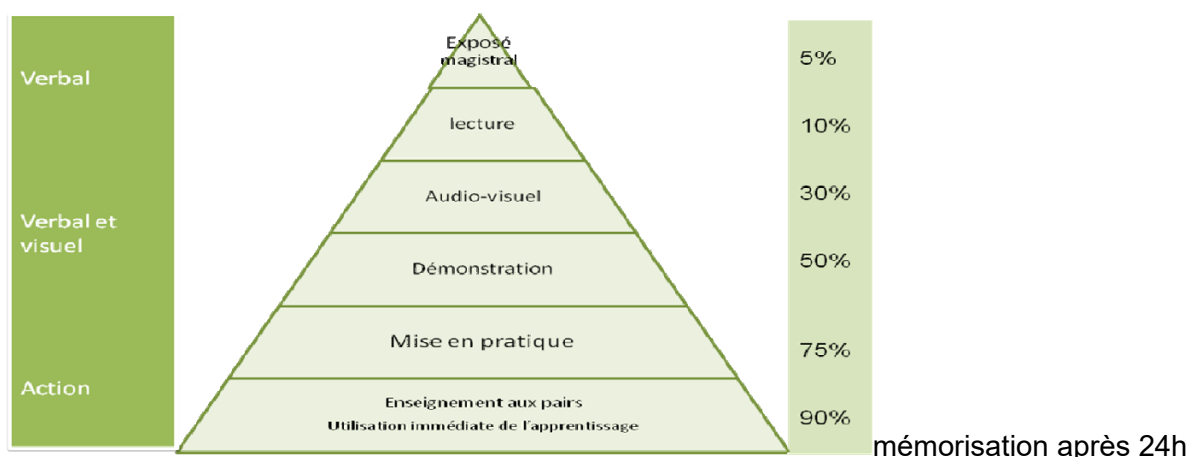 Exposé
magistral
5%
Verbal
lecture
10%
Audio-visuel
30%
Verbal et
visuel
Démonstration
50%
Mise en pratique
75%
Action
Enseignement aux pairs
Utilisation immédiate de l'apprentissage
90%
mémorisation après 24h